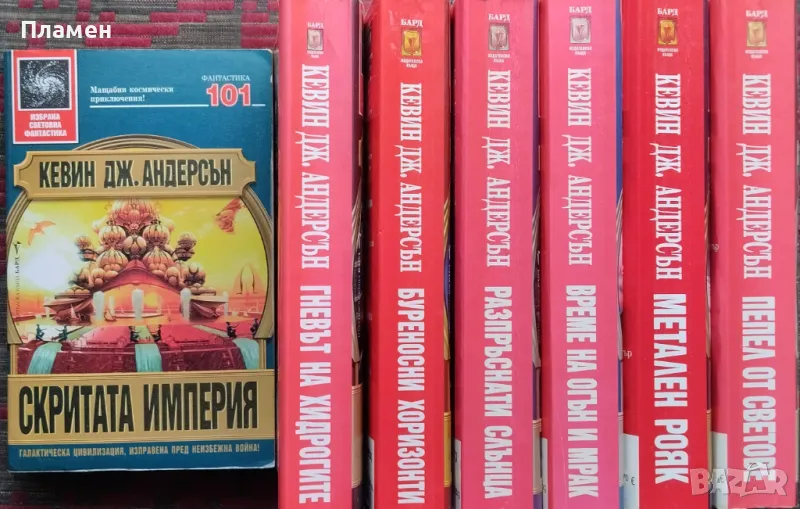 Пламен
Мащабно космически
приключения!
ФАНТАСТИКА
101
ИЗБРАНА
СВЕТОВНА
ФАНТАСТИКА
КЕВИН ДЖ. АНДЕРСЪН
БАРД
СКРИТАТА ИМПЕРИЯ
ГАЛАКТИЧЕСКА ЦИВИЛИЗАЦИЯ, ИЗПРАВЕНА ПРЕД НЕИЗБЕЖНА ВОЙНА!
БАРД
КЕВИН ДЖ. АНДЕРСЪН ГНЕВЪТ НА ХИДРОГИТЕ
БАРД
КЕВИН ДЖ. АНДЕРСЪН БУРЕНОСНИ ХОРИЗОНТИ
БАРД
КЕВИН ДЖ. АНДЕРСЪН РАЗПРЪСНАТИ СЛЪНЦА
БАРД
КЕВИН ДЖ. АНДЕРСЪН ВРЕМЕ НА ОГЪН И МРАК
БАРД
КЕВИН ДЖ. АНДЕРСЪН МЕТАЛЕН РОЯК
БАРД
КЕВИН ДЖ. АНДЕРСЪН ПЕПЕЛ ОТ СВЕТОВЕ
BAZAR